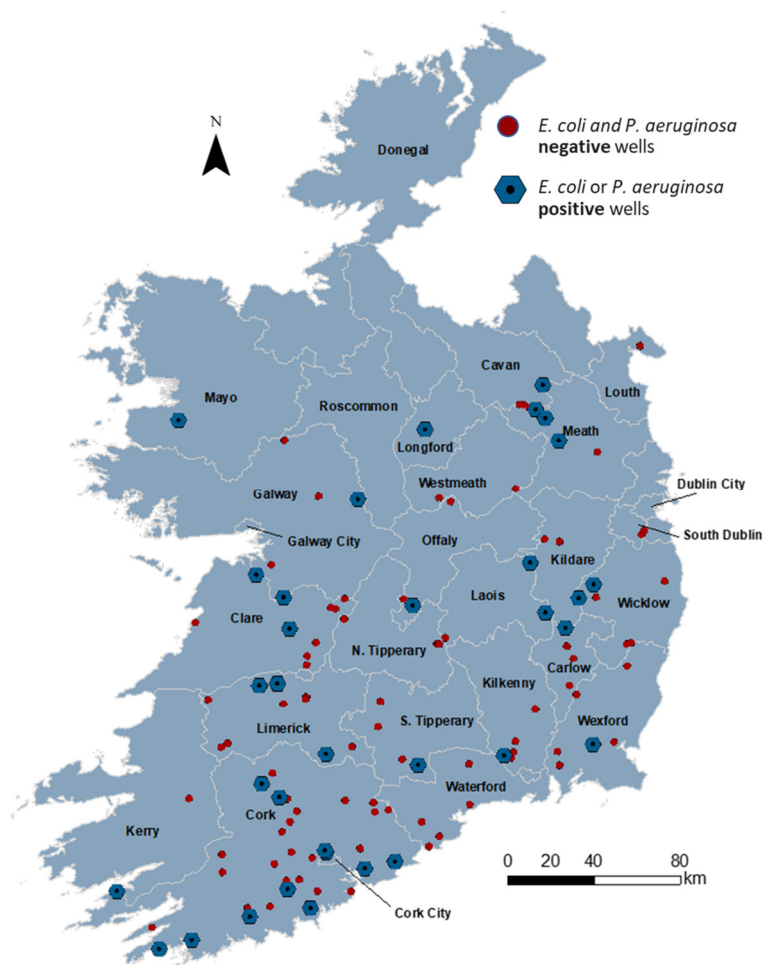 N
Donegal
E. coli and P. aeruginosa
negative wells
E. coli or P. aeruginosa
positive wells
Cavan
Louth
Mayo
Roscommon
Longford
Meath
Westmeath
Dublin City
Galway
South Dublin
Galway City
Offaly
Kildare
Laois
Wicklow
Clare
N. Tipperary
Carlow
Kilkenny
Limerick
S. Tipperary
Wexford
Waterford
Cork
Kerry
0 20 40 80
km
Cork City